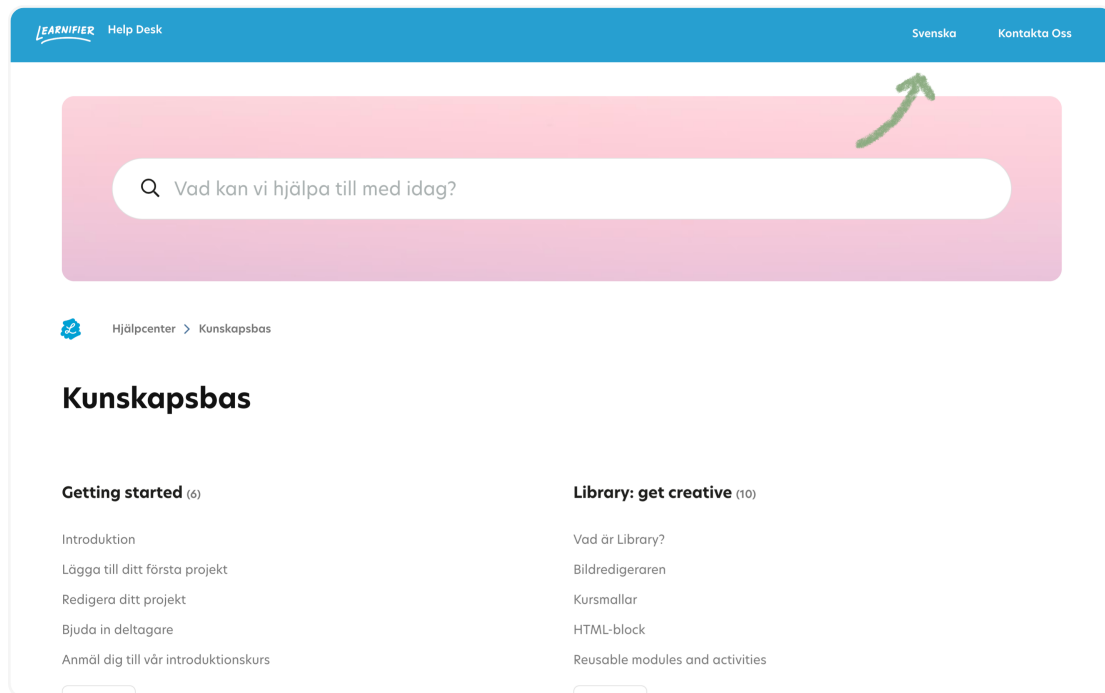 LEARNIFIER Help Desk Svenska Kontakta Oss
Vad kan vi hjälpa till med idag?
Hjälpcenter > Kunskapsbas
Kunskapsbas
Getting started (6)
Introduktion
Lägga till ditt första projekt
Redigera ditt projekt
Bjuda in deltagare
Anmäl dig till vår introduktionskurs
Library: get creative (10)
Vad är Library?
Bildredigeraren
Kursmallar
HTML-block
Reusable modules and activities